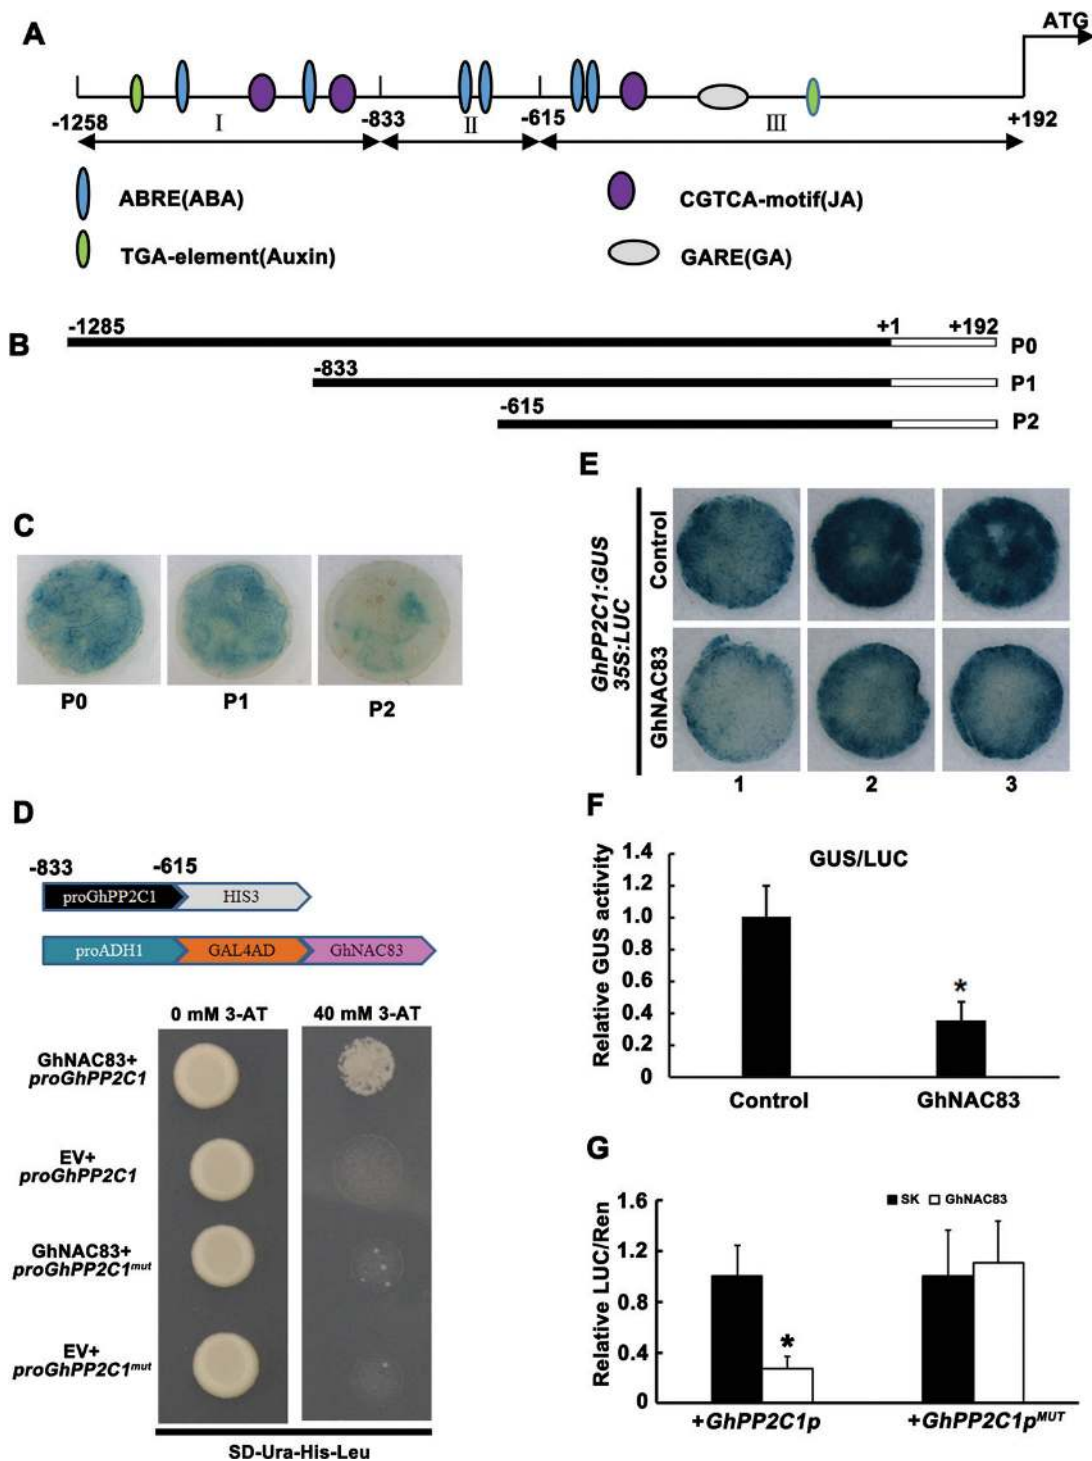 A
ATG
-1258
I
-833
II
-615
III
+192
ABRE(ABA)
CGTCA-motif(JA)
TGA-element(Auxin)
GARE(GA)
B
-1285
+1
+192
P0
-833
P1
-615
P2
C
P0
P1
P2
E
GhPP2C1:GUS
35S:LUC
Control
GhNAC83
1
2
3
D
-833
-615
proGhPP2C1
HIS3
proADH1
GAL4AD
GhNAC83
0 mM 3-AT
40 mM 3-AT
GhNAC83+
proGhPP2C1
EV+
proGhPP2C1
GhNAC83+
proGhPP2C1mut
EV+
proGhPP2C1mut
SD-Ura-His-Leu
F
Relative GUS activity
1.4
1.2
1.0
0.8
0.6
0.4
0.2
0
GUS/LUC
*
Control
GhNAC83
G
Relative LUC/Ren
1.6
1.2
0.8
0.4
0
SK
GhNAC83
*
+GhPP2C1p
+GhPP2C1pMUT